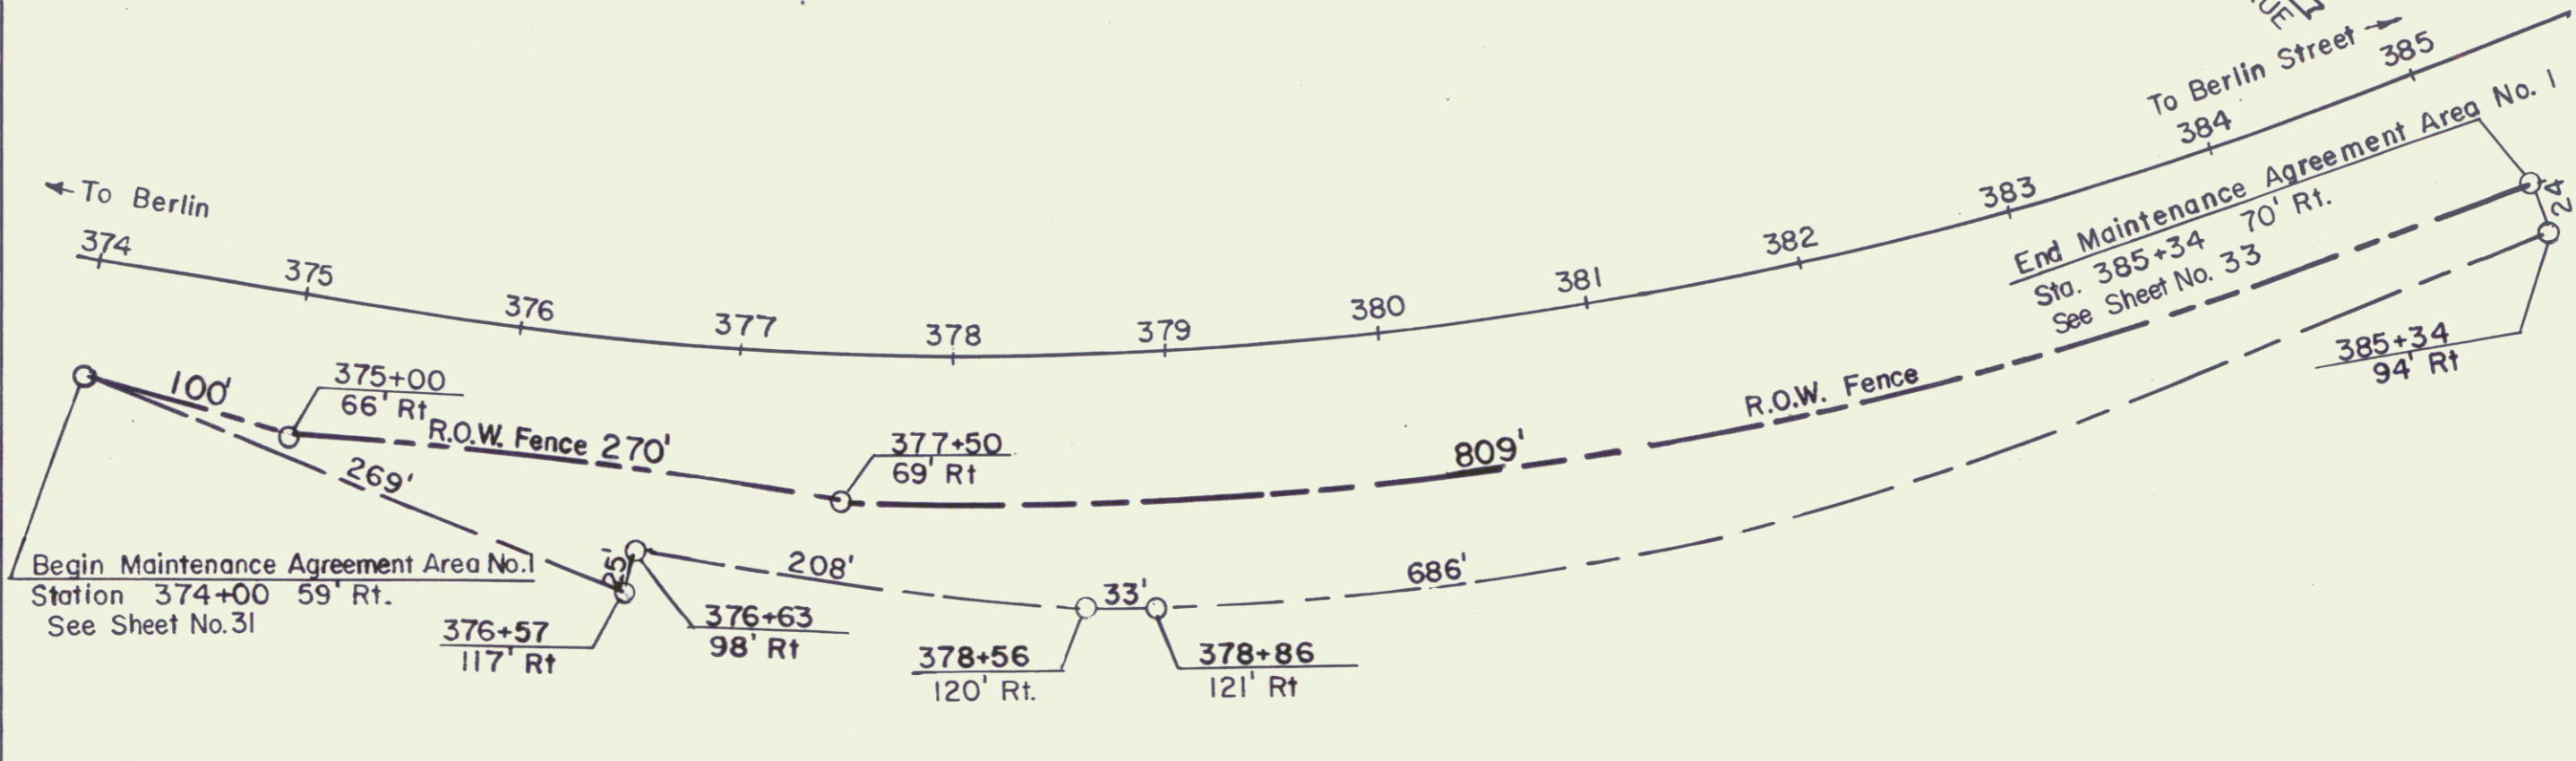 UE
To Berlin Street
To Berlin
374
375
376
377
378
379
380
381
382
383
384
385
End Maintenance Agreement Area No. 1
Sta. 385+34 70' Rt.
See Sheet No. 33
24
385+34
94' Rt
100'
375+00
66' Rt
R.O.W. Fence 270'
377+50
69' Rt
809'
R.O.W. Fence
269'
Begin Maintenance Agreement Area No.1
Station 374+00 59' Rt.
See Sheet No.31
25'
376+57
117' Rt
376+63
98' Rt
208'
33'
378+56
120' Rt.
378+86
121' Rt
686'